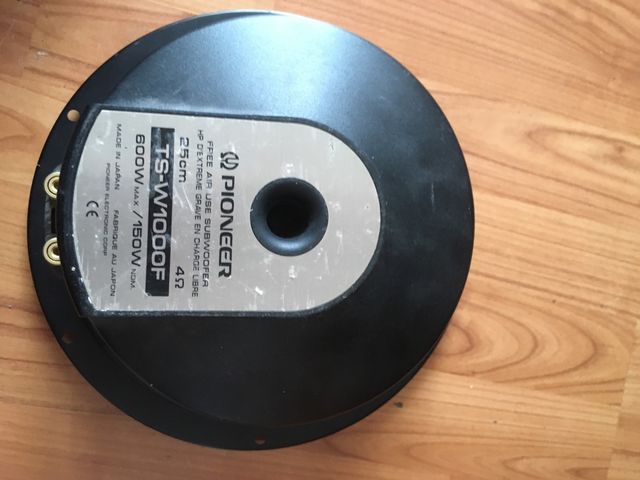 PIONEER
FREE AIR USE SUBWOOFER
HP D'EXTREME GRAVE EN CHARGE LIBRE
25cm 4Ω
TS-W1000F
600W MAX. /150W NOM.
MADE IN JAPAN FABRIQUE AU JAPON
PIONEER ELECTRONIC CORP
CE